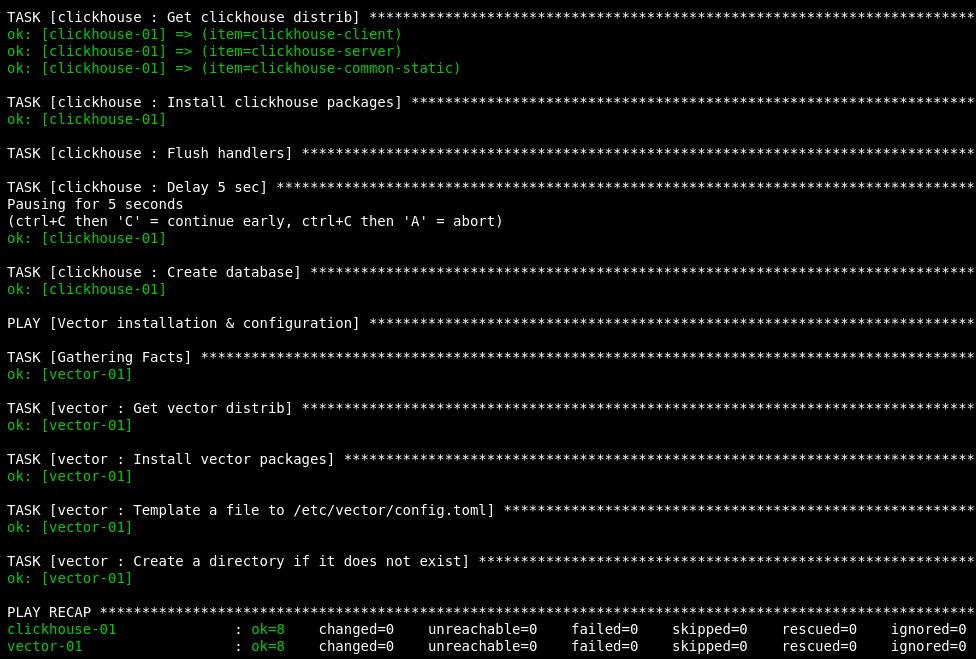 TASK [clickhouse : Get clickhouse distrib] ************************************************************************
ok: [clickhouse-01] => (item=clickhouse-client)
ok: [clickhouse-01] => (item=clickhouse-server)
ok: [clickhouse-01] => (item=clickhouse-common-static)
TASK [clickhouse : Install clickhouse packages] *******************************************************************
ok: [clickhouse-01]
TASK [clickhouse : Flush handlers] ********************************************************************************
TASK [clickhouse : Delay 5 sec] ***********************************************************************************
Pausing for 5 seconds
(ctrl+C then 'C' = continue early, ctrl+C then 'A' = abort)
ok: [clickhouse-01]
TASK [clickhouse : Create database] *******************************************************************************
ok: [clickhouse-01]
PLAY [Vector installation & configuration] ************************************************************************
TASK [Gathering Facts] ********************************************************************************************
ok: [vector-01]
TASK [vector : Get vector distrib] ********************************************************************************
ok: [vector-01]
TASK [vector : Install vector packages] ***************************************************************************
ok: [vector-01]
TASK [vector : Template a file to /etc/vector/config.toml] ********************************************************
ok: [vector-01]
TASK [vector : Create a directory if it does not exist] ***********************************************************
ok: [vector-01]
PLAY RECAP ********************************************************************************************************
clickhouse-01 : ok=8 changed=0 unreachable=0 failed=0 skipped=0 rescued=0 ignored=0
vector-01 : ok=8 changed=0 unreachable=0 failed=0 skipped=0 rescued=0 ignored=0